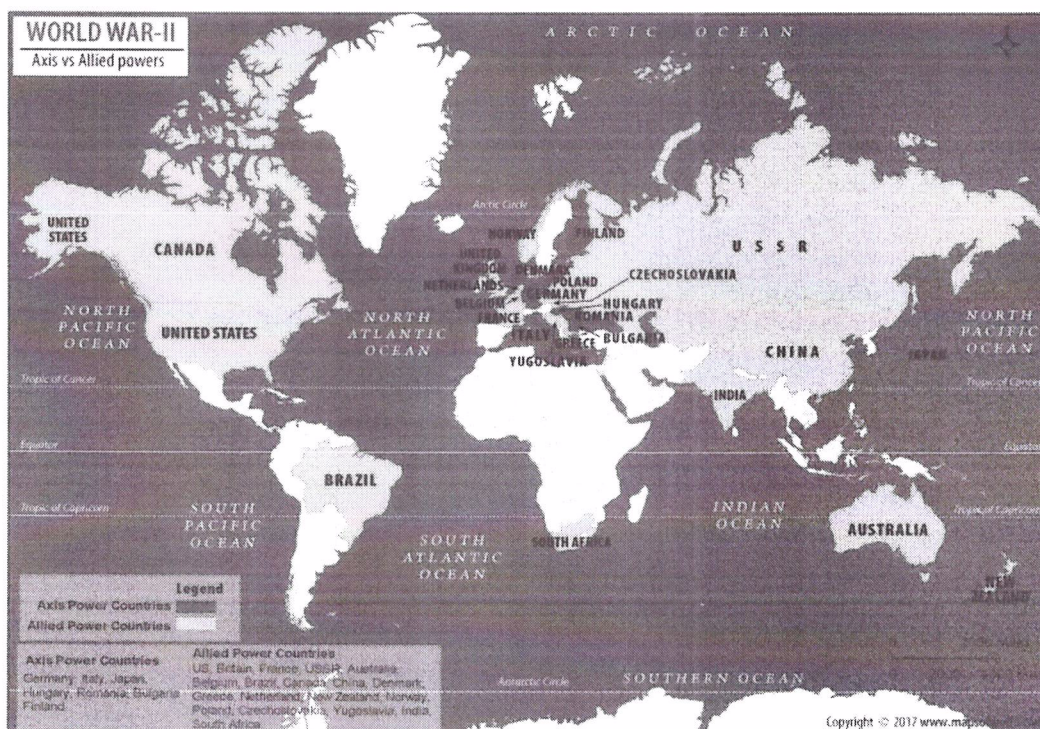 WORLD WAR-II
Axis vs Allied powers
ARCTIC OCEAN
Arctic Circle
UNITED
STATES
CANADA
NORWAY
FINLAND
USSR
UNITED
KINGDOM
DENMARK
POLAND
CZECHOSLOVAKIA
NETHERLANDS
GERMANY
BELGIUM
HUNGARY
FRANCE
ROMANIA
NORTH
PACIFIC
OCEAN
UNITED STATES
NORTH
ATLANTIC
OCEAN
ITALY
GREECE
BULGARIA
YUGOSLAVIA
CHINA
JAPAN
NORTH
PACIFIC
OCEAN
Tropic of Cancer
Tropic of Cancer
INDIA
Equator
Equator
BRAZIL
Tropic of Capricorn
Tropic of Capricorn
SOUTH
PACIFIC
OCEAN
SOUTH
ATLANTIC
OCEAN
SOUTH AFRICA
INDIAN
OCEAN
AUSTRALIA
NEW
ZEALAND
Legend
Axis Power Countries
Allied Power Countries
Axis Power Countries
Germany, Italy, Japan,
Hungary, Romania, Bulgaria
Finland
Allied Power Countries
US, Britain, France, USSR, Australia
Belgium, Brazil, Canada, China, Denmark,
Greece, Netherland, New Zealand, Norway,
Poland, Czechoslovakia, Yugoslavia, India,
South Africa
Antarctic Circle
SOUTHERN OCEAN
Copyright © 2017